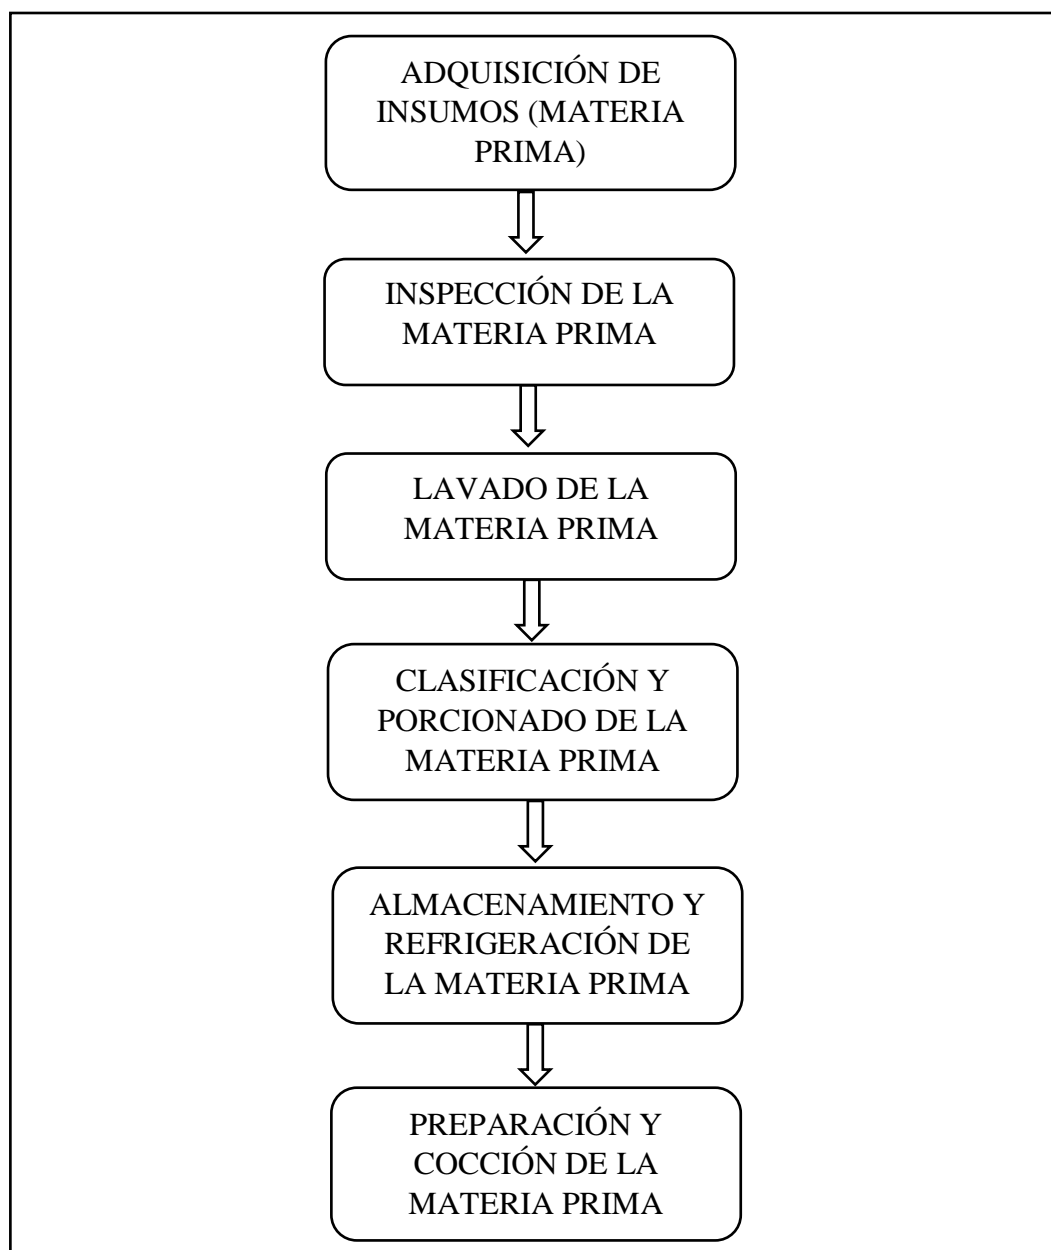 ADQUISICIÓN DE
INSUMOS (MATERIA
PRIMA)
INSPECCIÓN DE LA
MATERIA PRIMA
LAVADO DE LA
MATERIA PRIMA
CLASIFICACIÓN Y
PORCIONADO DE LA
MATERIA PRIMA
ALMACENAMIENTO Y
REFRIGERACIÓN DE
LA MATERIA PRIMA
PREPARACIÓN Y
COCCIÓN DE LA
MATERIA PRIMA